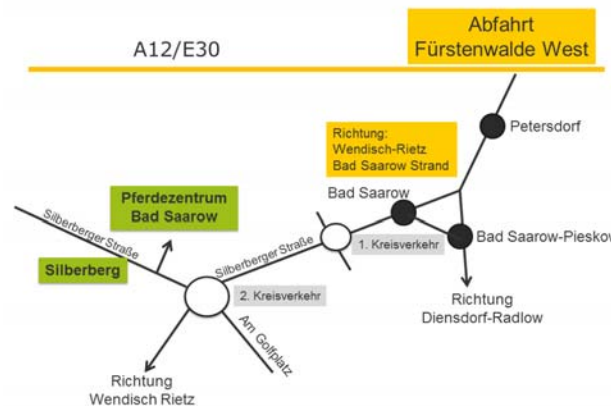 Abfahrt
Fürstenwalde West
A12/E30
Petersdorf
Richtung:
Wendisch-Rietz
Bad Saarow Strand
Bad Saarow
Pferdezentrum
Bad Saarow
Silberberger Straße
Silberberger Straße
1. Kreisverkehr
Bad Saarow-Pieskow
Silberberg
2. Kreisverkehr
Am Golfplatz
Richtung
Diensdorf-Radlow
Richtung
Wendisch Rietz